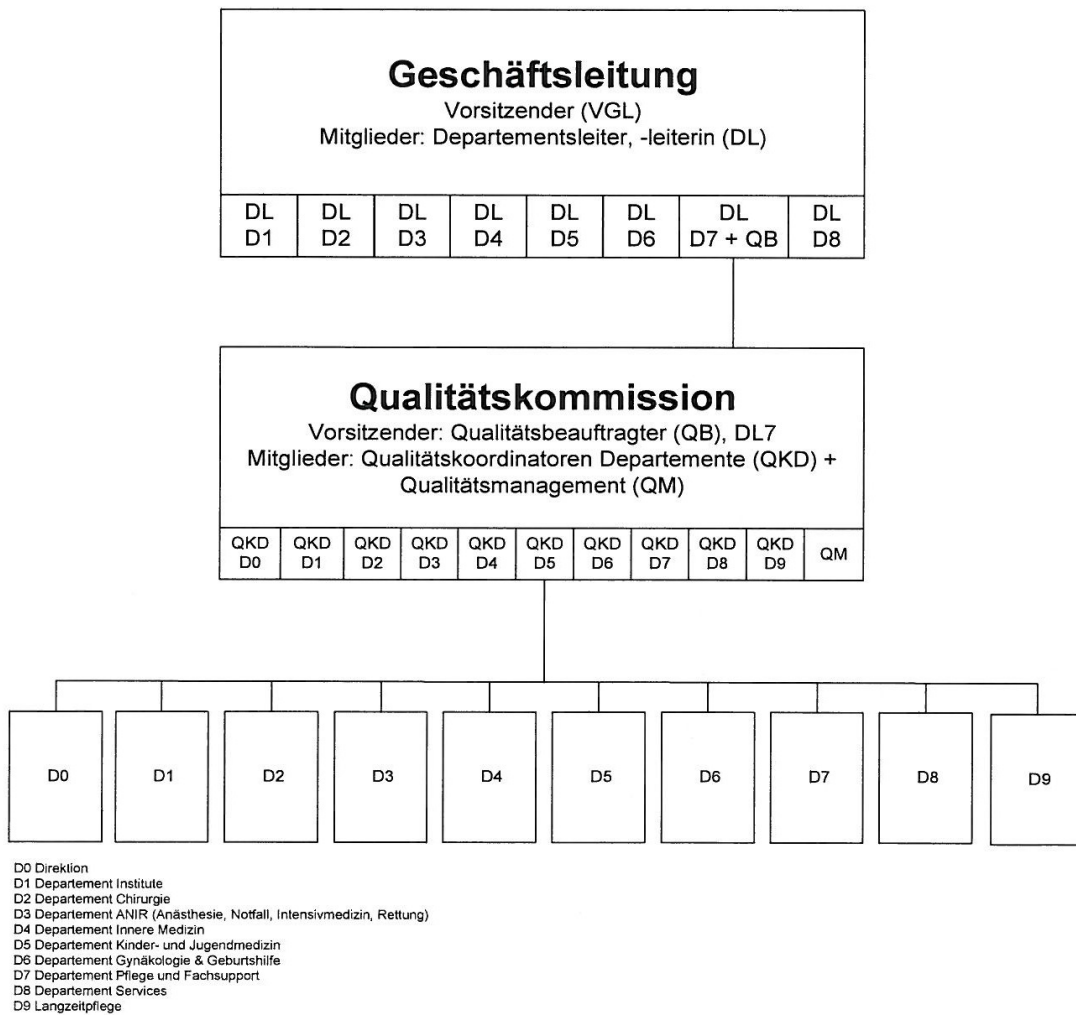 Geschäftsleitung
Vorsitzender (VGL)
Mitglieder: Departementsleiter, -leiterin (DL)
DL D1
DL D2
DL D3
DL D4
DL D5
DL D6
DL D7 + QB
DL D8
Qualitätskommission
Vorsitzender: Qualitätsbeauftragter (QB), DL7
Mitglieder: Qualitätskoordinatoren Departemente (QKD) +
Qualitätsmanagement (QM)
QKD D0
QKD D1
QKD D2
QKD D3
QKD D4
QKD D5
QKD D6
QKD D7
QKD D8
QKD D9
QM
D0
D1
D2
D3
D4
D5
D6
D7
D8
D9
D0 Direktion
D1 Departement Institute
D2 Departement Chirurgie
D3 Departement ANIR (Anästhesie, Notfall, Intensivmedizin, Rettung)
D4 Departement Innere Medizin
D5 Departement Kinder- und Jugendmedizin
D6 Departement Gynäkologie & Geburtshilfe
D7 Departement Pflege und Fachsupport
D8 Departement Services
D9 Langzeitpflege